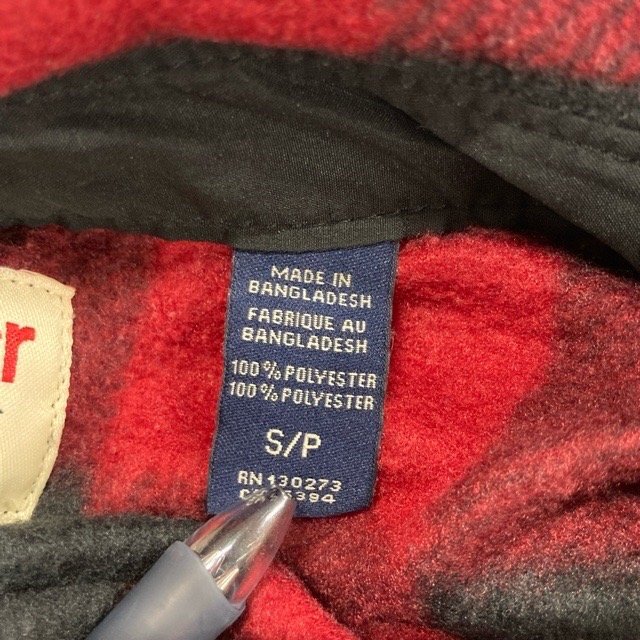 MADE IN
BANGLADESH
FABRIQUE AU
BANGLADESH
100% POLYESTER
100% POLYESTER
S/P
RN 130273